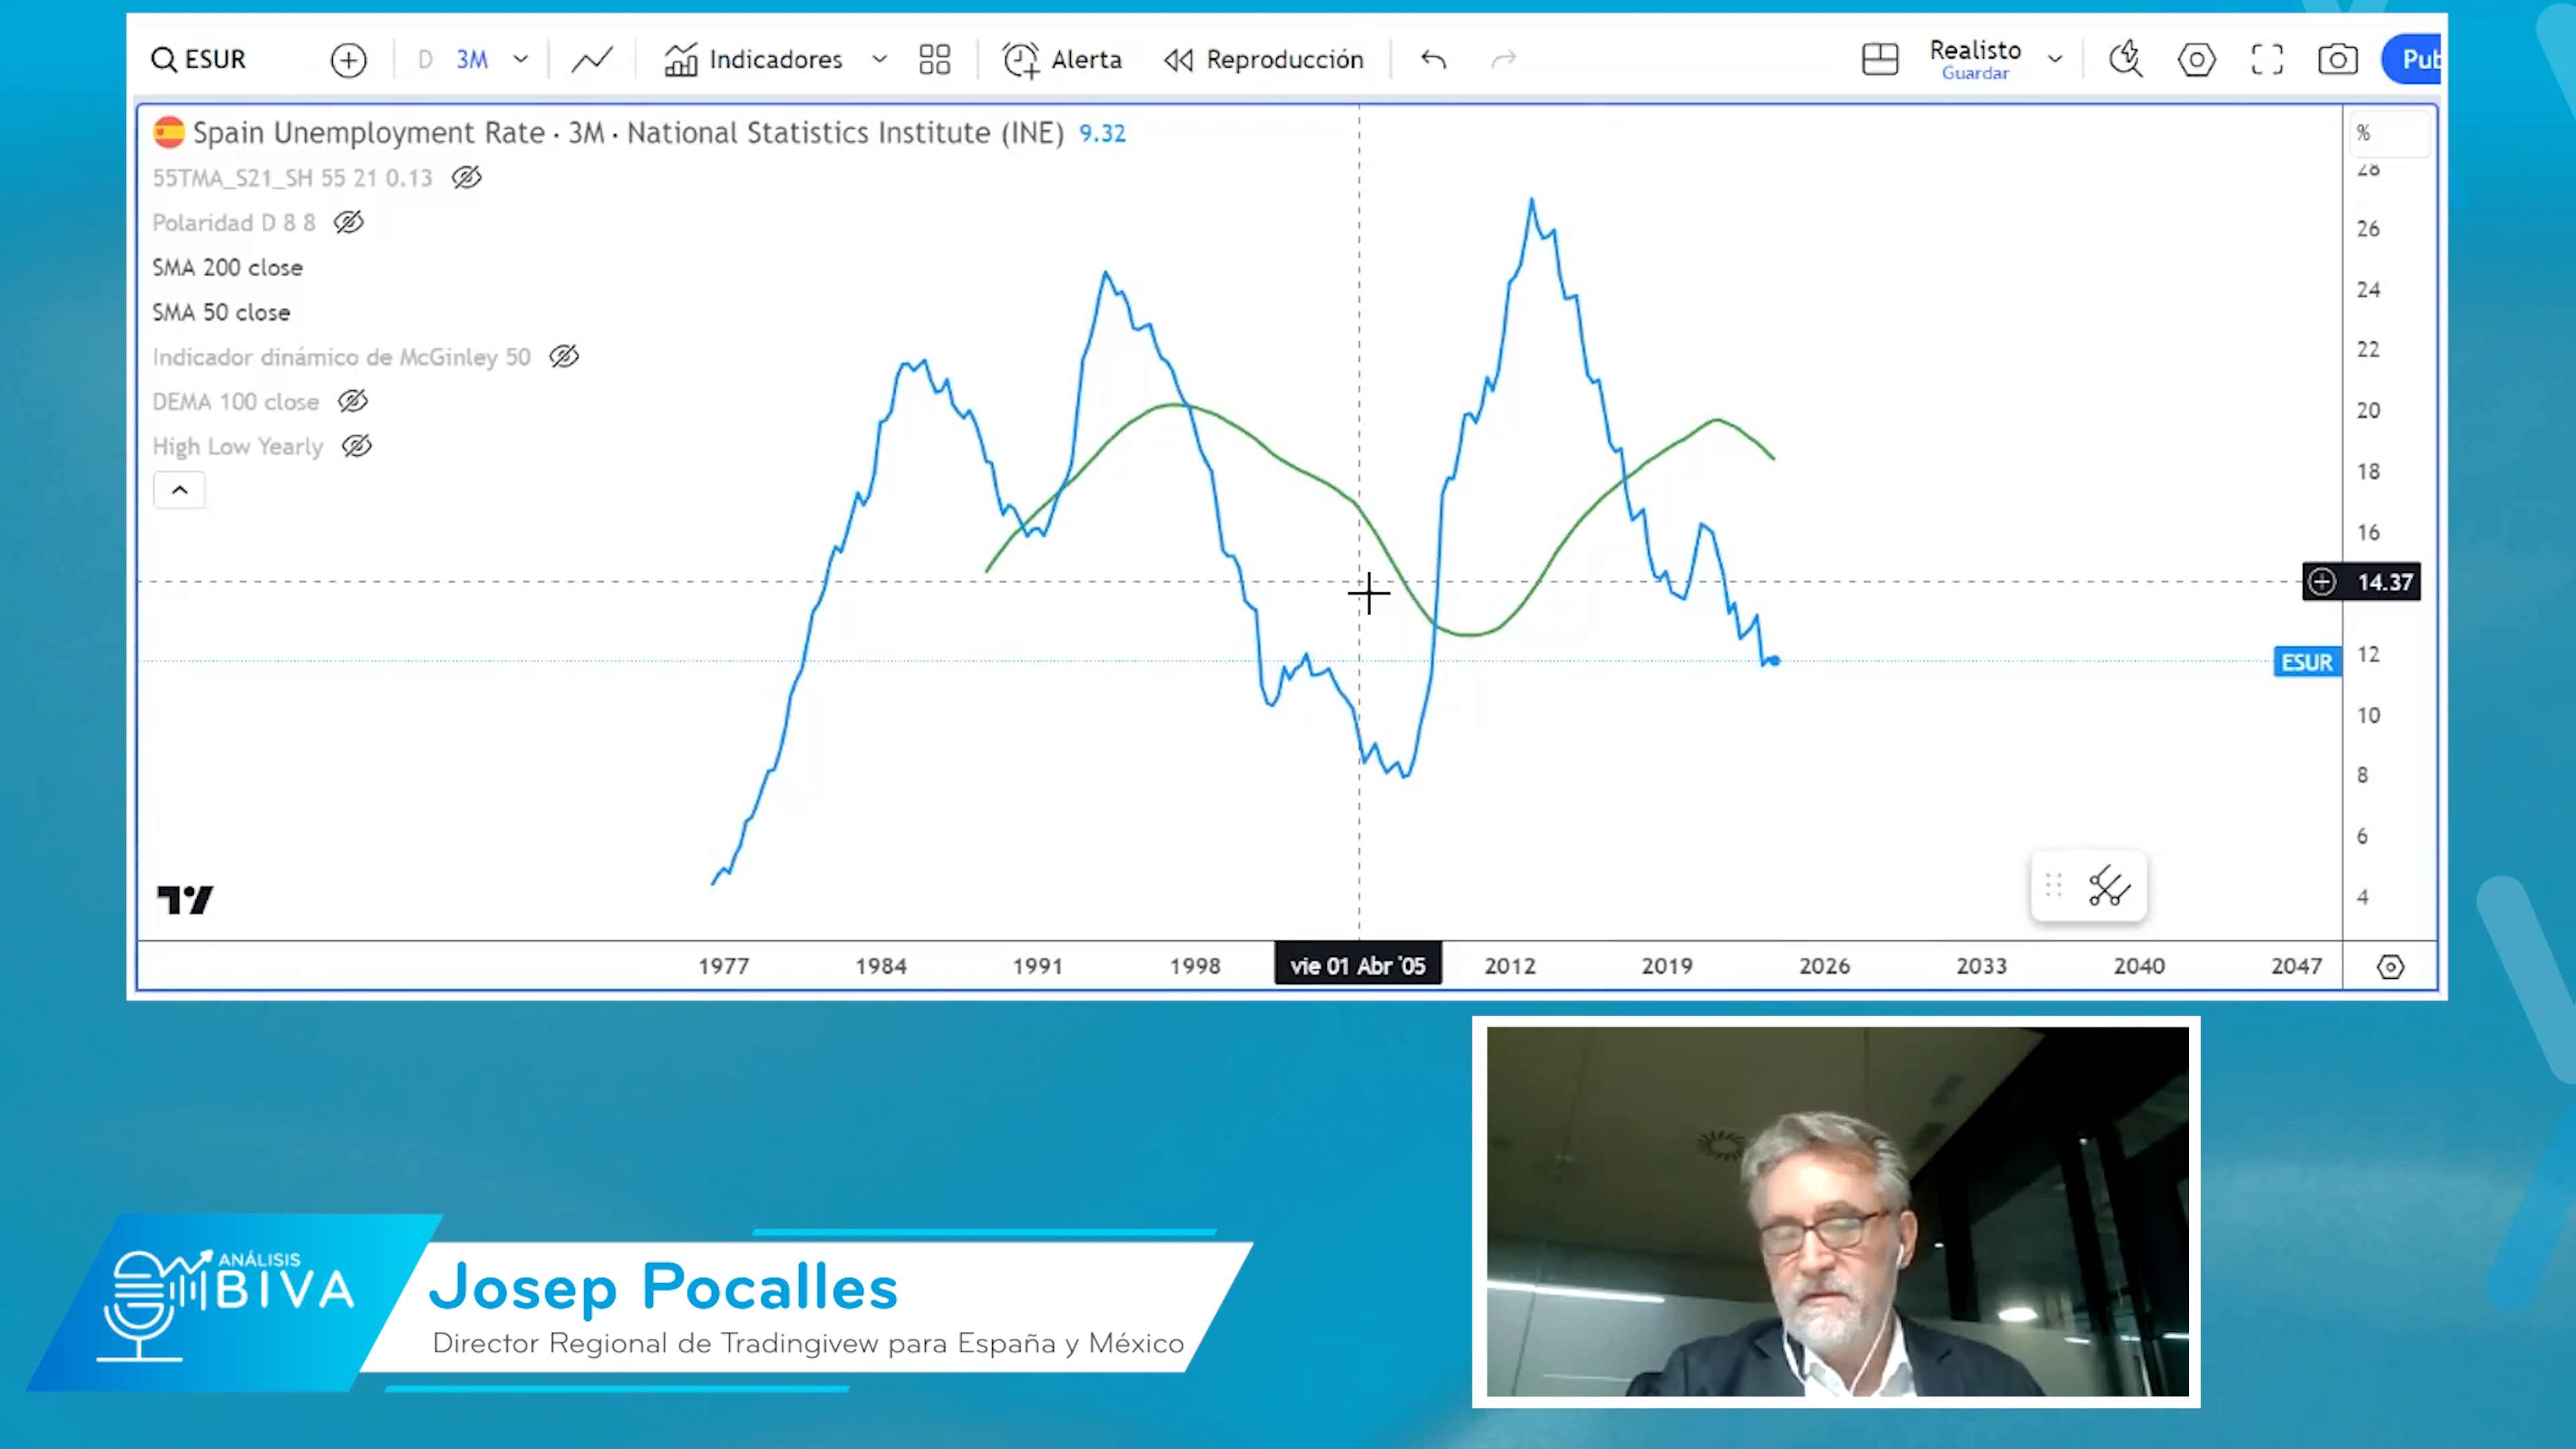 ESUR
D 3M
Indicadores
Alerta
Reproducción
Realisto
Guardar
Pub
Spain Unemployment Rate · 3M · National Statistics Institute (INE) 9.32
55TMA_S21_SH 55 21 0.13
Polaridad D 8 8
SMA 200 close
SMA 50 close
Indicador dinámico de McGinley 50
DEMA 100 close
High Low Yearly
%
28
26
24
22
20
18
16
14.37
ESUR 12
10
8
6
4
1977 1984 1991 1998 vie 01 Abr '05 2012 2019 2026 2033 2040 2047
ANÁLISIS
BIVA
Josep Pocalles
Director Regional de Tradingivew para España y México